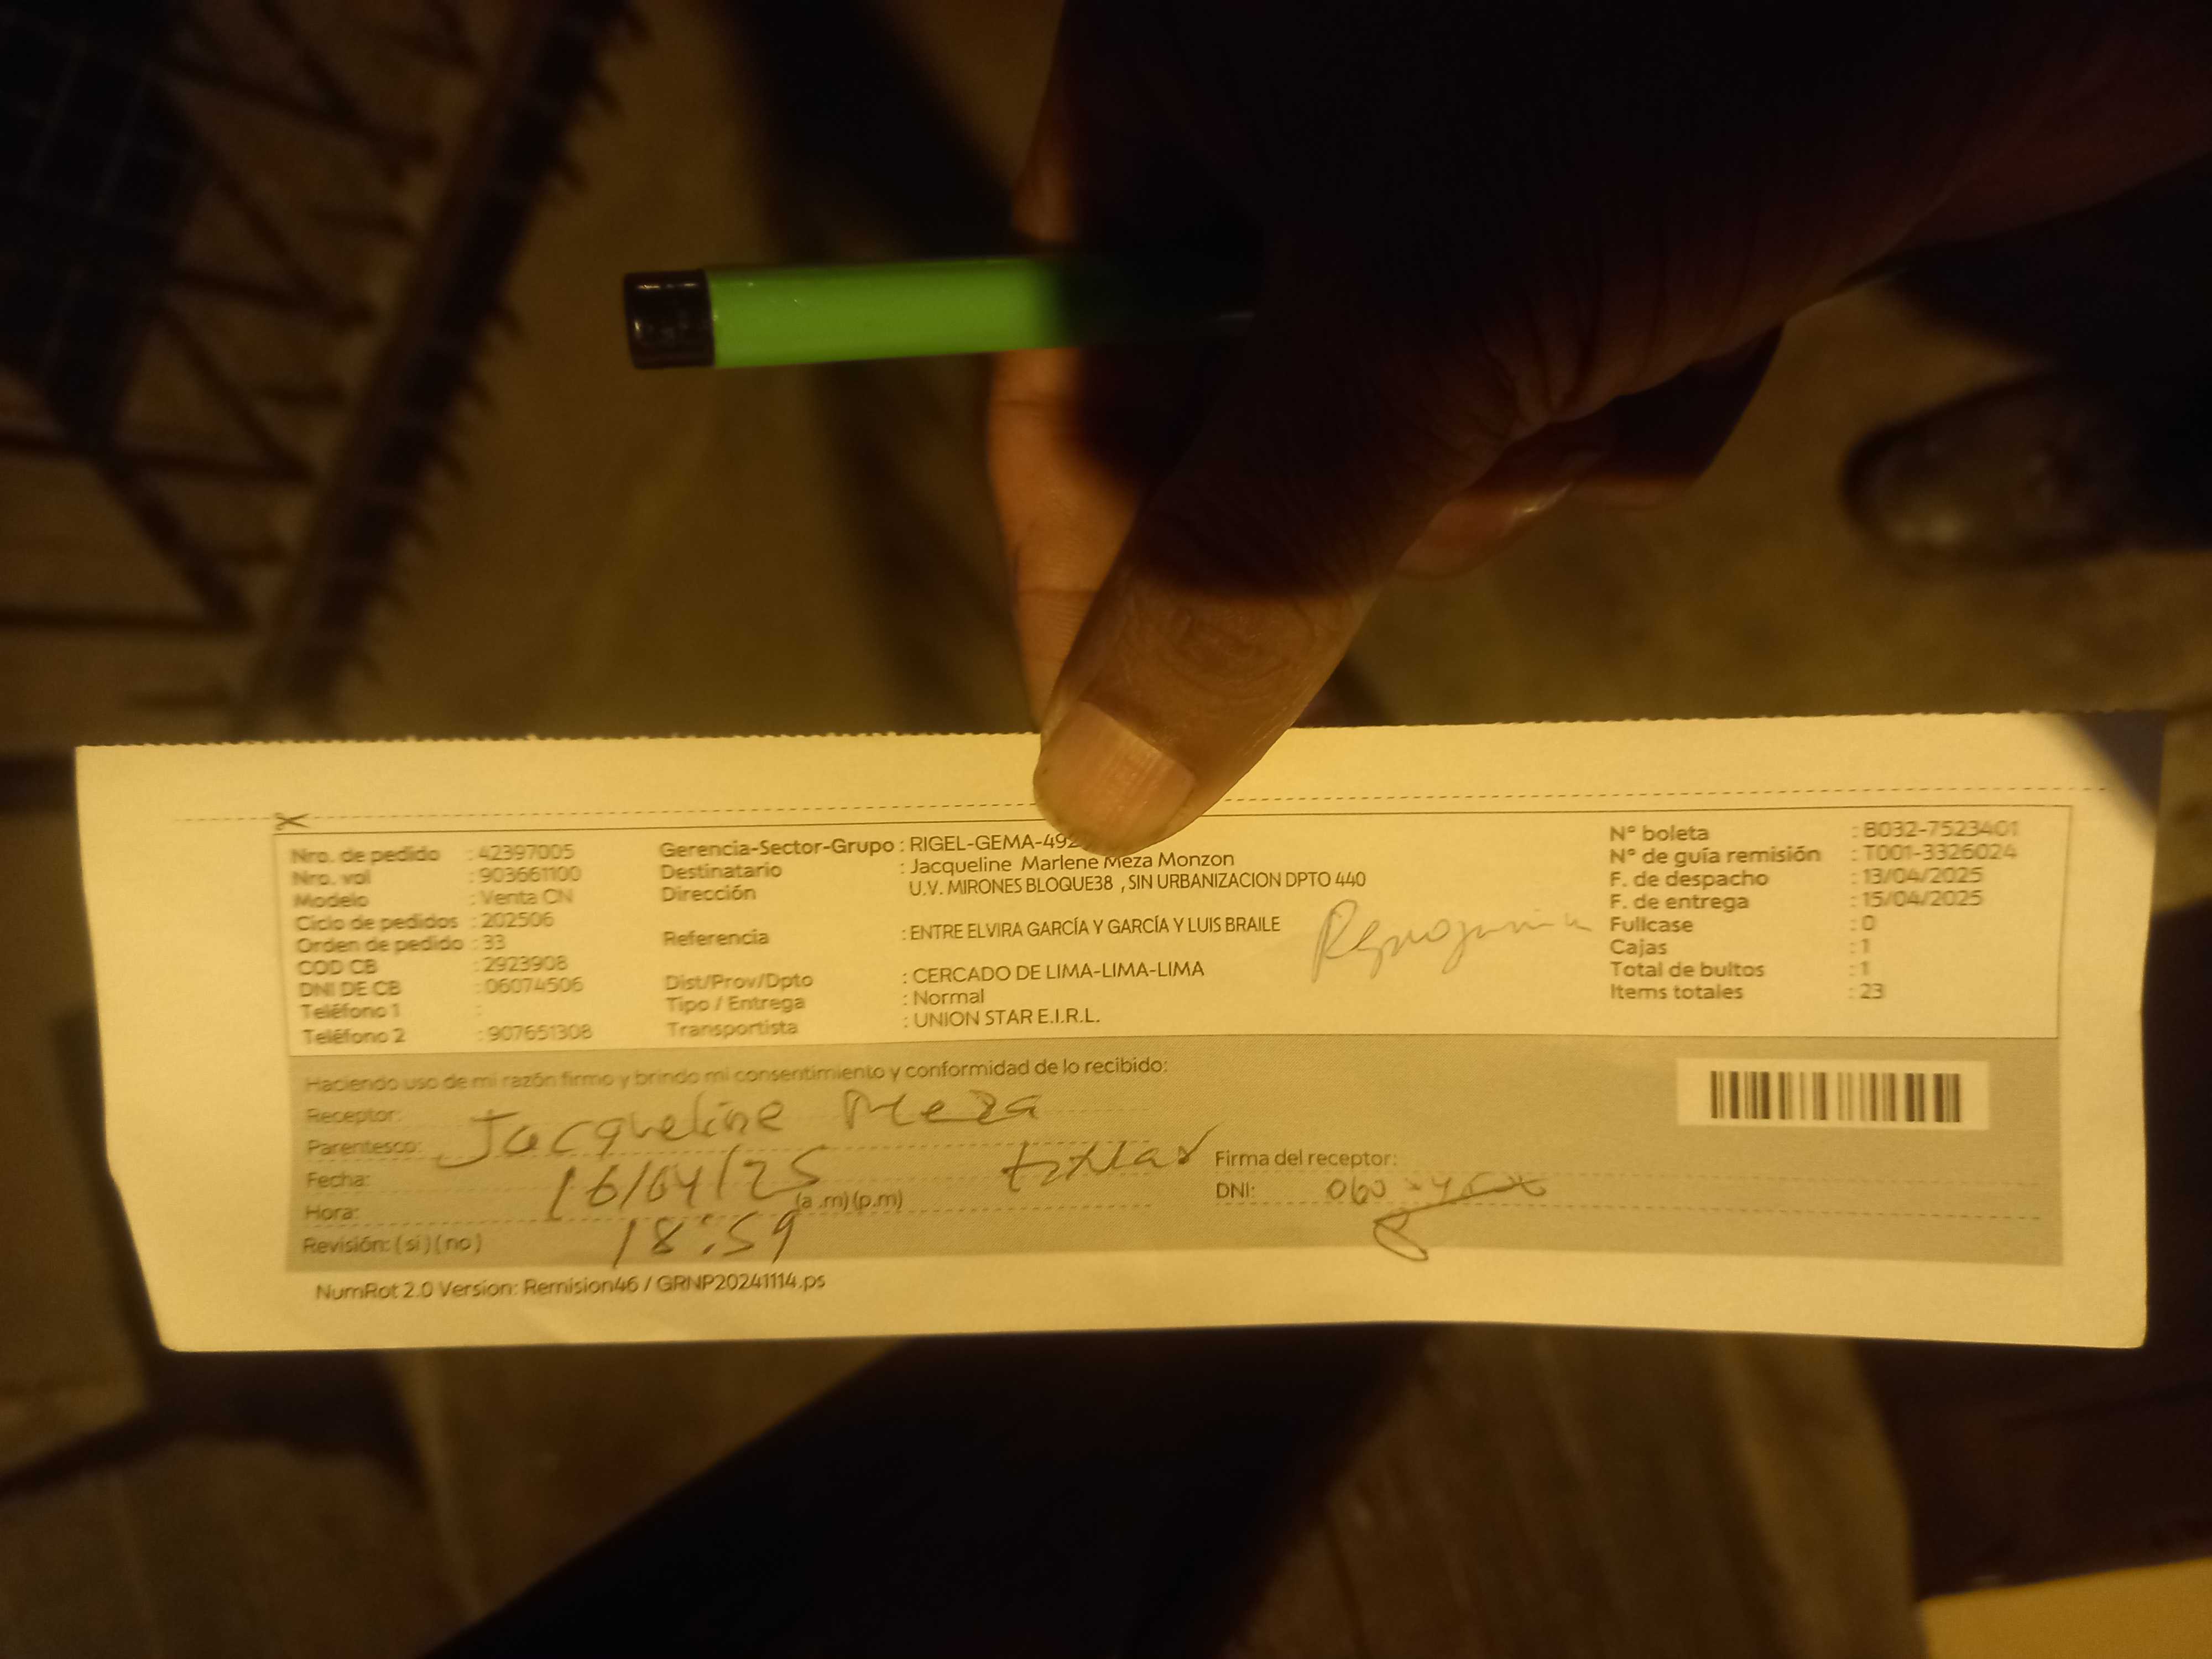 Nro. de pedido : 42397005
Nro. vol : 903661100
Modelo : Venta CN
Ciclo de pedidos : 202506
Orden de pedido : 33
COD CB : 2923908
DNI DE CB : 06074506
Teléfono 1 :
Teléfono 2 : 907651308
Gerencia-Sector-Grupo : RIGEL-GEMA-492
Destinatario : Jacqueline Marlene Meza Monzon
Dirección U.V. MIRONES BLOQUE38 , SIN URBANIZACION DPTO 440
Referencia : ENTRE ELVIRA GARCÍA Y GARCÍA Y LUIS BRAILE
Dist/Prov/Dpto : CERCADO DE LIMA-LIMA-LIMA
Tipo / Entrega : Normal
Transportista : UNION STAR E.I.R.L.
N° boleta : B032-7523401
N° de guía remisión : T001-3326024
F. de despacho : 13/04/2025
F. de entrega : 15/04/2025
Fullcase : 0
Cajas : 1
Total de bultos : 1
Items totales : 23
Haciendo uso de mi razón firmo y brindo mi consentimiento y conformidad de lo recibido:
Receptor: Jacqueline Meza
Parentesco: titular
Fecha: 16/04/25
Hora: 18:59 (a .m) (p.m)
Revisión: ( si ) ( no )
Firma del receptor:
DNI:
NumRot 2.0 Version: Remision46 / GRNP20241114.ps